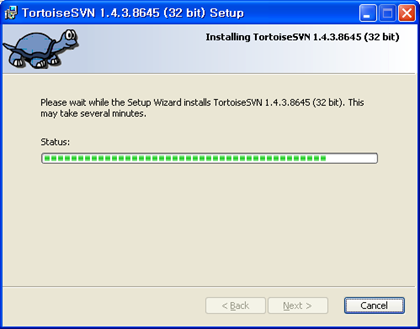 TortoiseSVN 1.4.3.8645 (32 bit) Setup
Installing TortoiseSVN 1.4.3.8645 (32 bit)
Please wait while the Setup Wizard installs TortoiseSVN 1.4.3.8645 (32 bit). This
may take several minutes.
Status:
< Back Next > Cancel